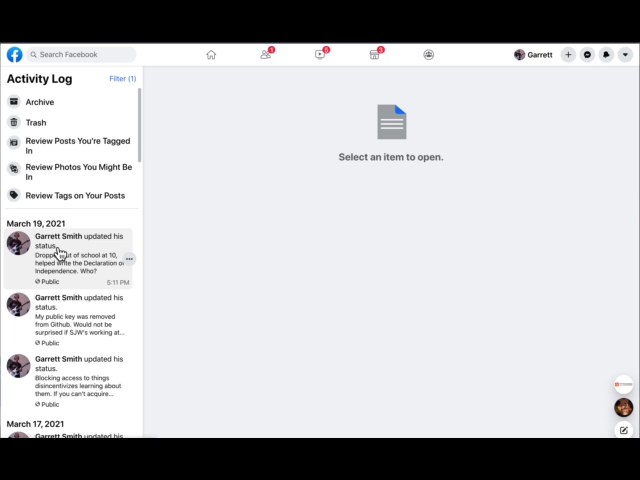 Search Facebook
1
5
3
Garrett
Activity Log
Filter (1)
Archive
Trash
Review Posts You're Tagged
In
Review Photos You Might Be
In
Review Tags on Your Posts
Select an item to open.
March 19, 2021
Garrett Smith updated his
status.
of school at 10,
helped write the Declaration of
Independence. Who?
Public
5:11 PM
Garrett Smith updated his
status.
My public key was removed
from Github. Would not be
surprised if SJW's working at...
Public
Garrett Smith updated his
status.
Blocking access to things
disincentivizes learning about
them. If you can't acquire...
Public
March 17, 2021
Garrett Smith updated his